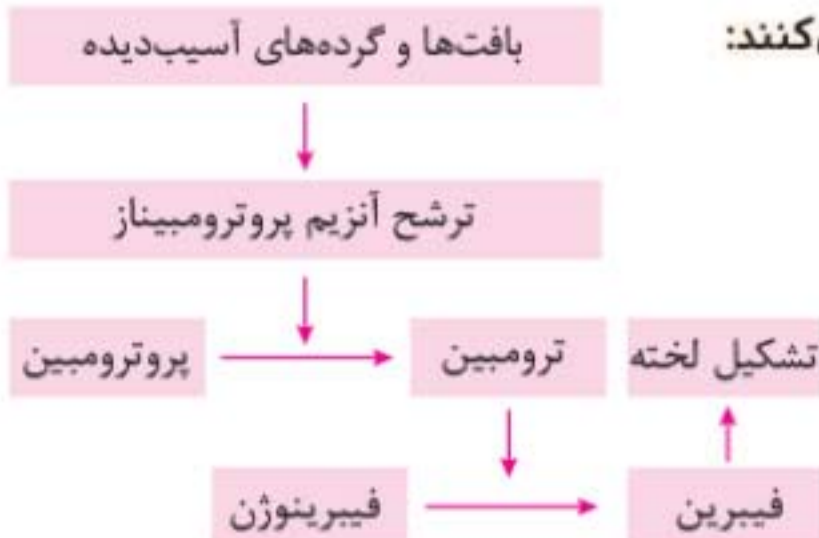 کنند:
بافت‌ها و گرده‌های آسیب‌دیده
ترشح آنزیم پروترومبیناز
پروترومبین
ترومبین
تشکیل لخته
فیبرینوژن
فیبرین